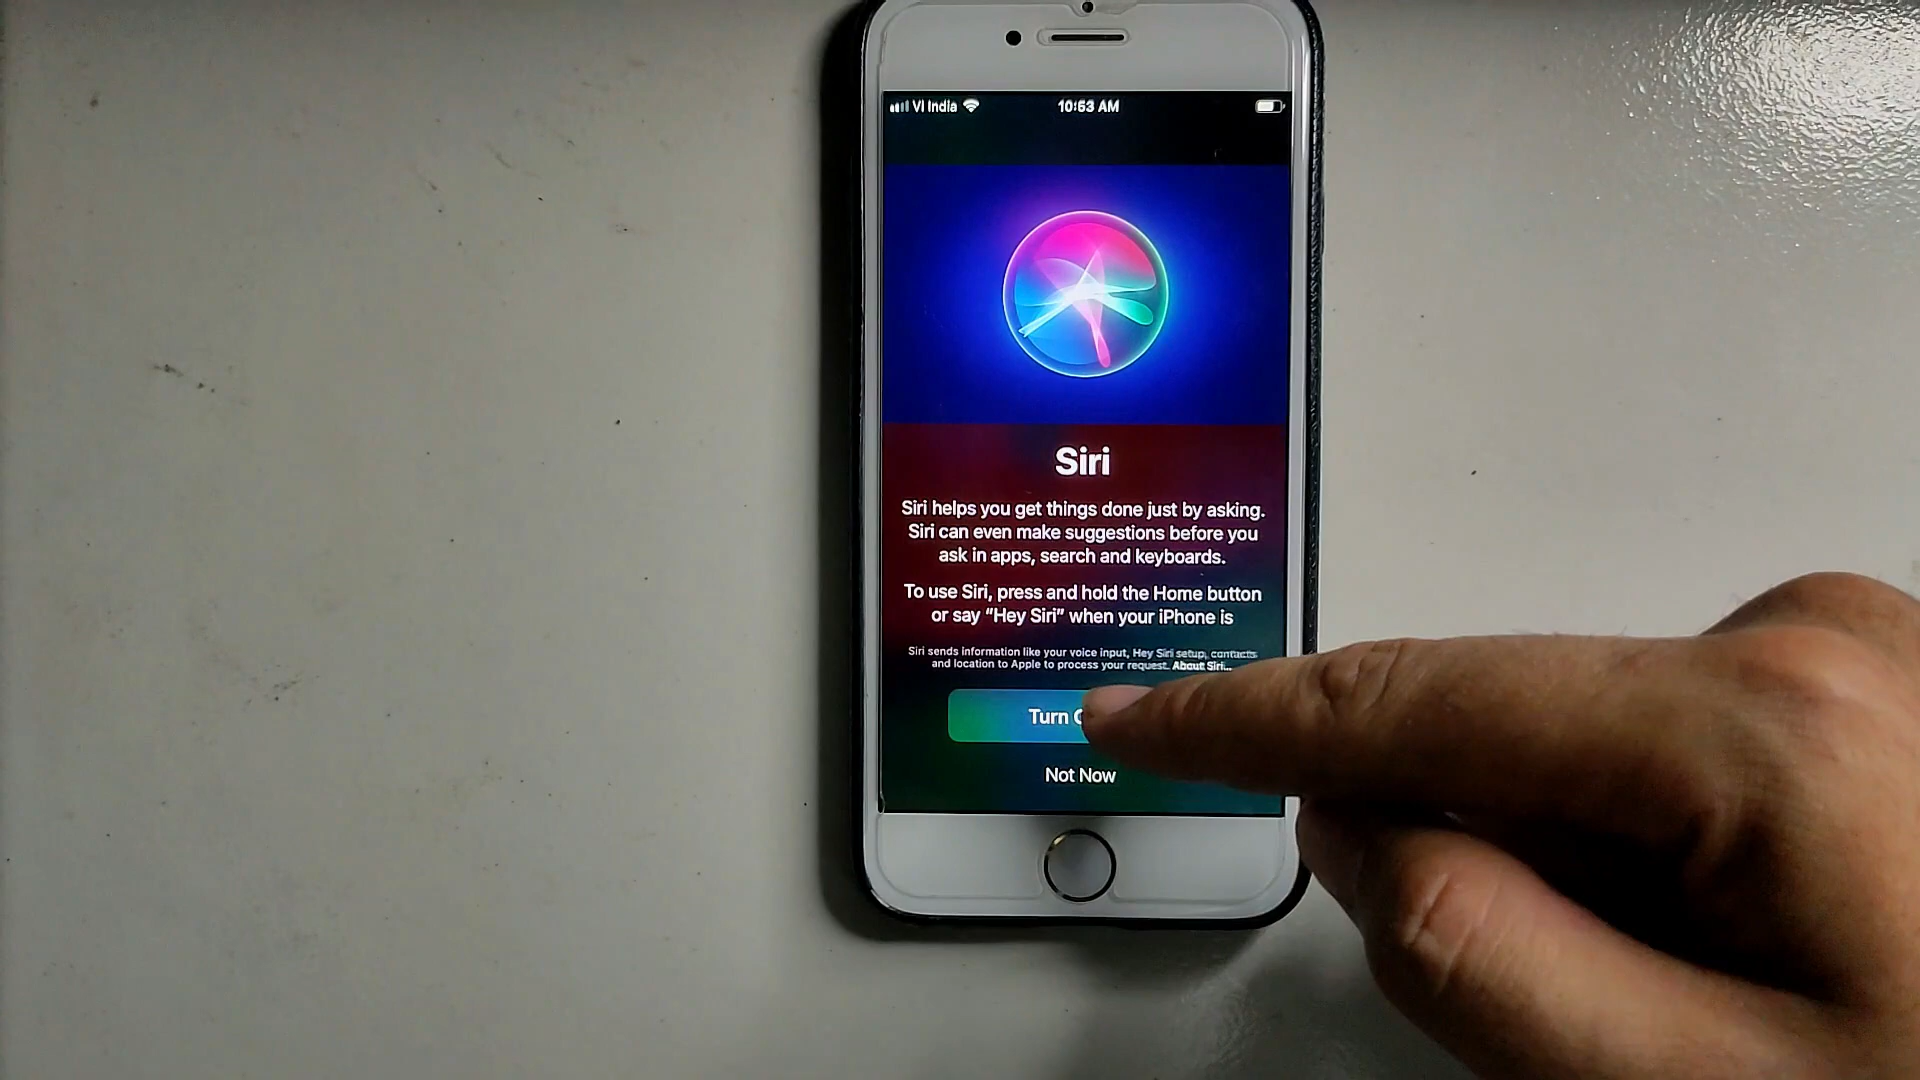 VI India 10:53 AM
Siri
Siri helps you get things done just by asking.
Siri can even make suggestions before you
ask in apps, search and keyboards.
To use Siri, press and hold the Home button
or say “Hey Siri” when your iPhone is
Siri sends information like your voice input, Hey Siri setup, contacts
and location to Apple to process your request. About Siri...
Turn
Not Now